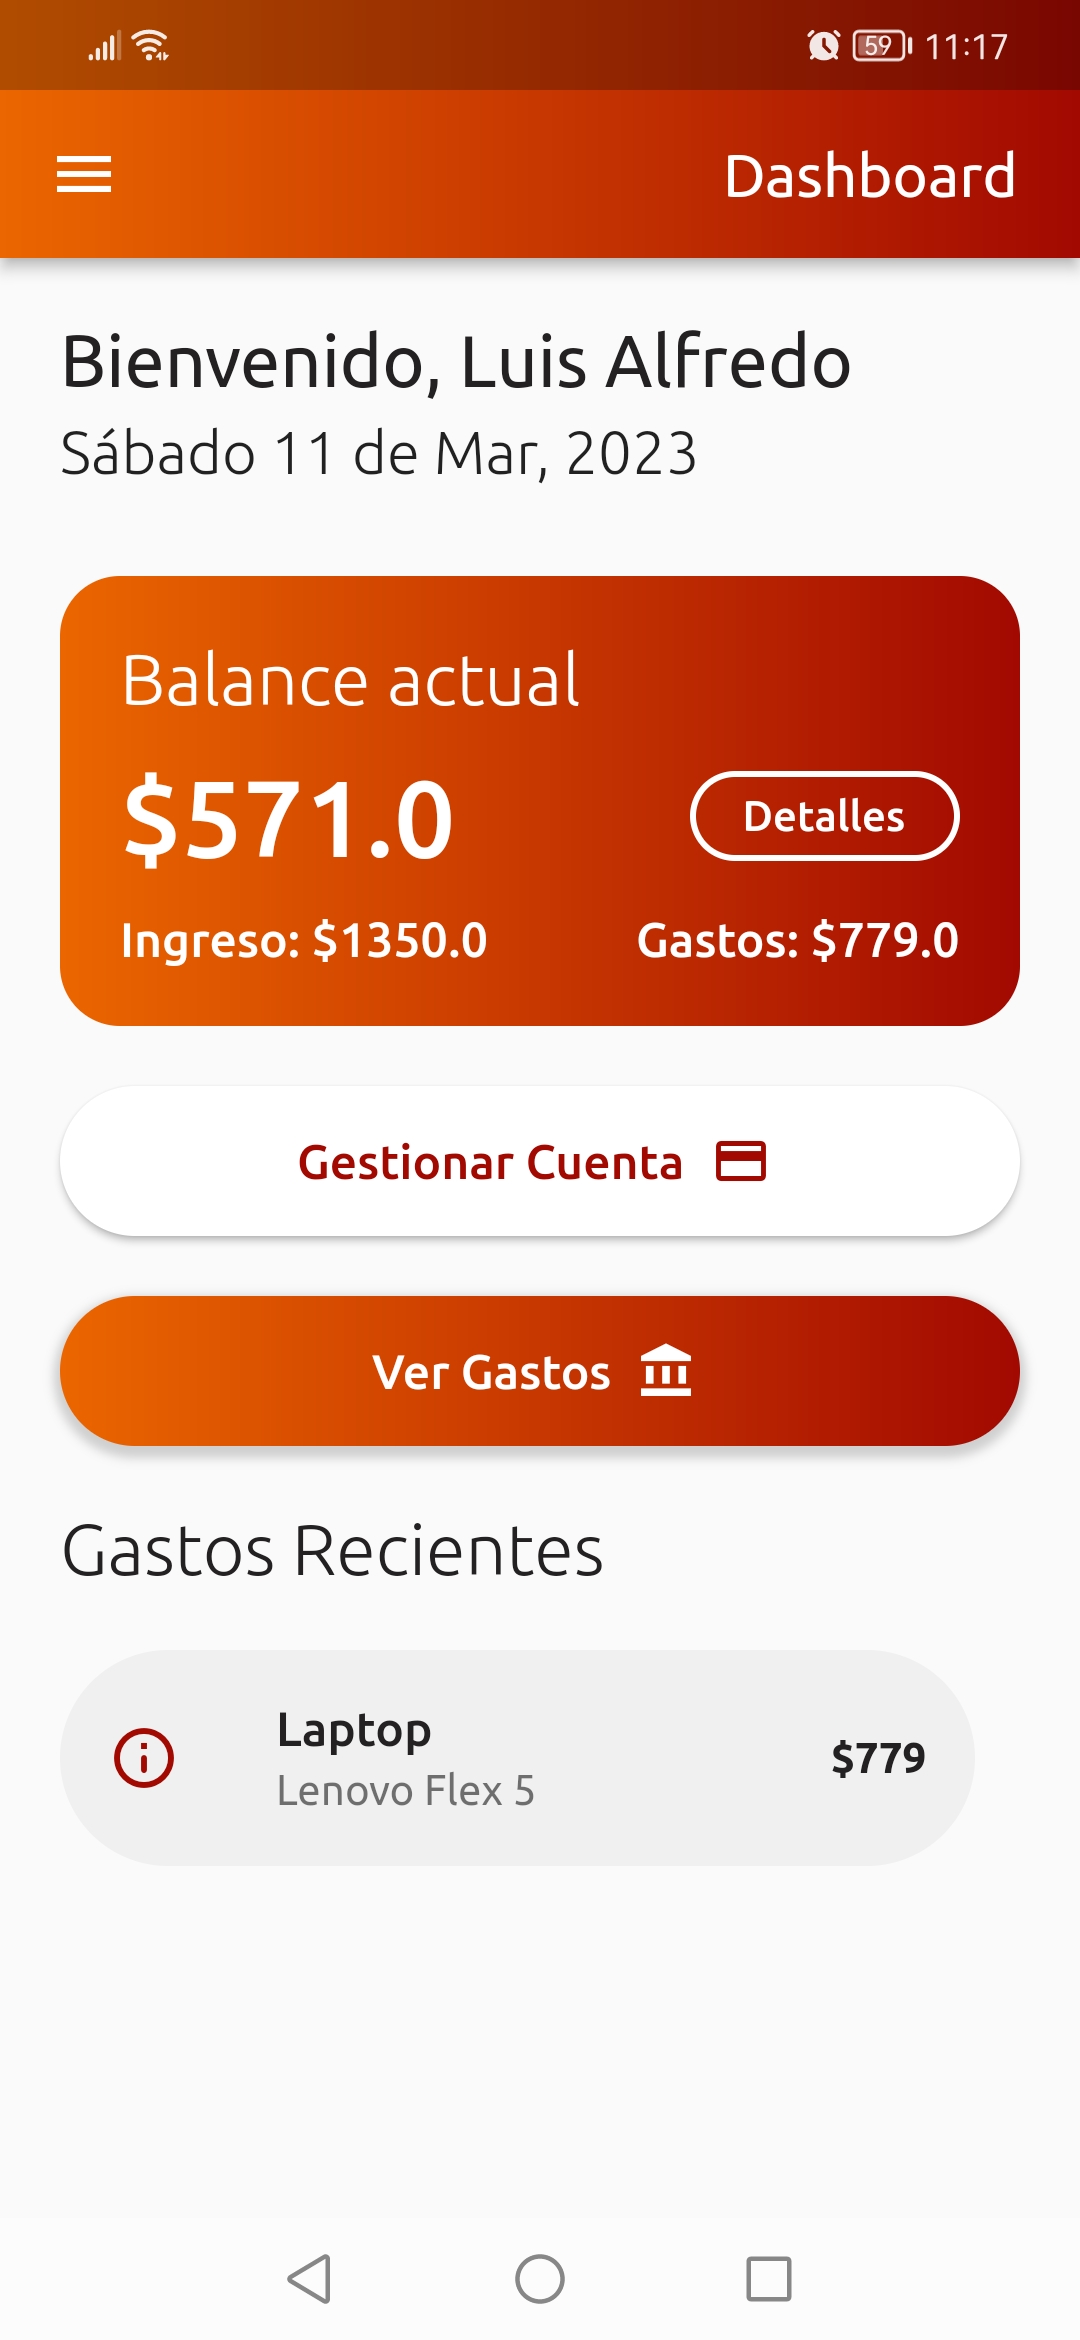 59 11:17
Dashboard
Bienvenido, Luis Alfredo
Sábado 11 de Mar, 2023
Balance actual
$571.0
Detalles
Ingreso: $1350.0 Gastos: $779.0
Gestionar Cuenta
Ver Gastos
Gastos Recientes
Laptop
Lenovo Flex 5
$779